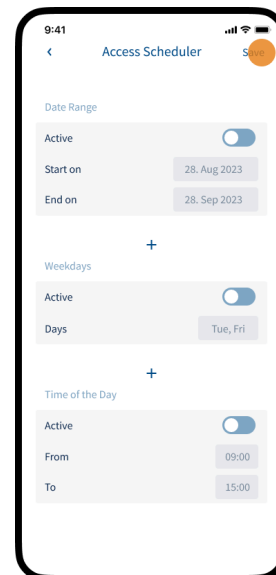 9:41
< Access Scheduler Save
Date Range
Active
Start on 28. Aug 2023
End on 28. Sep 2023
+
Weekdays
Active
Days Tue, Fri
+
Time of the Day
Active
From 09:00
To 15:00